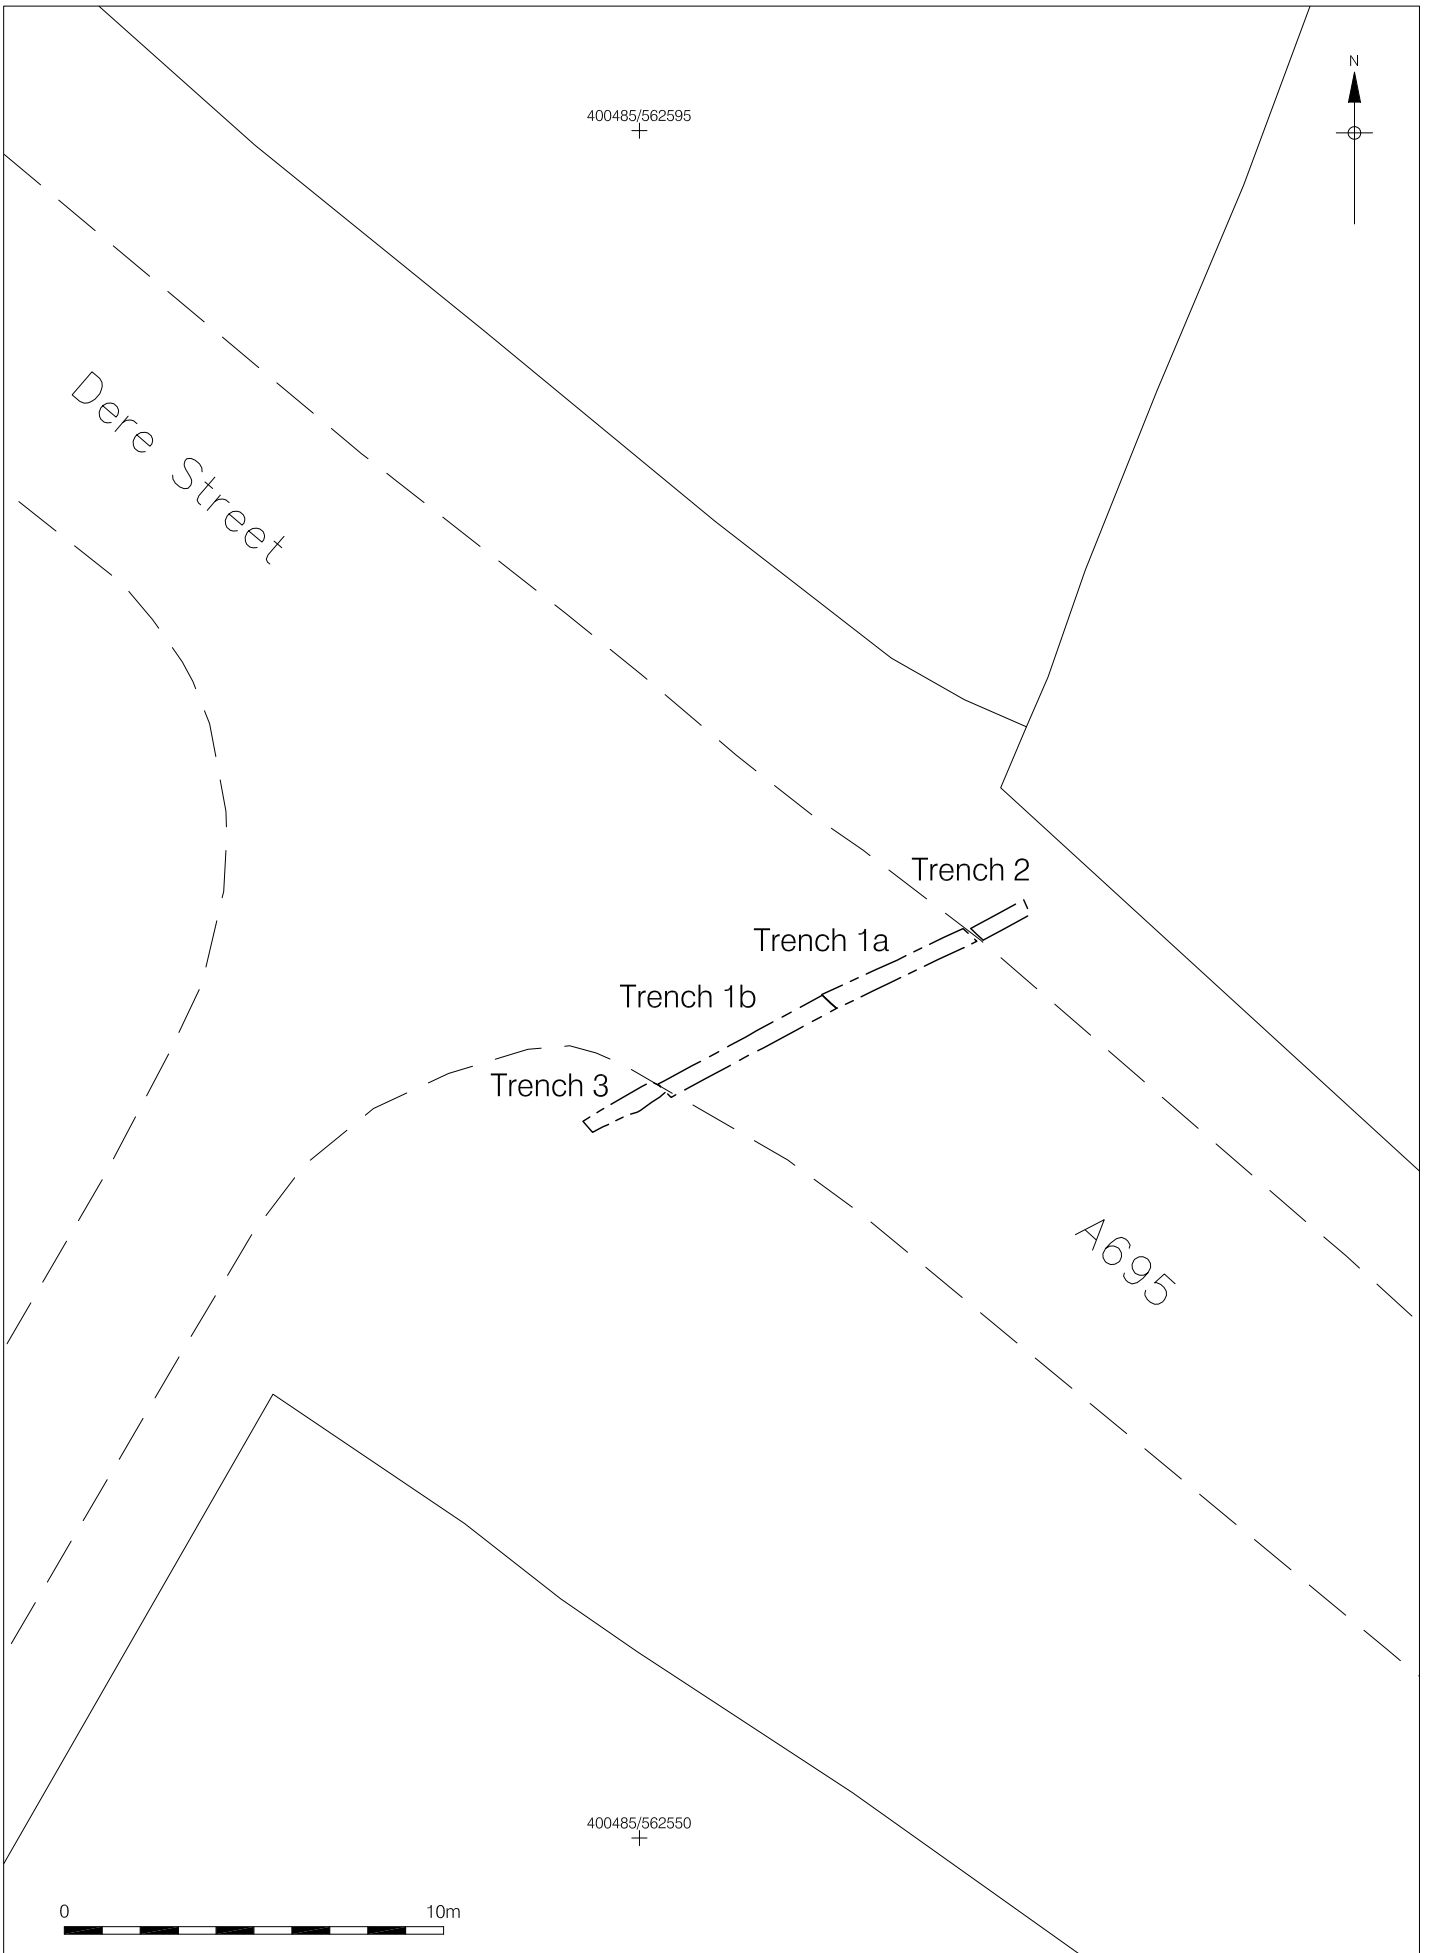 400485/562595
N
Dere Street
Trench 2
Trench 1a
Trench 1b
Trench 3
A695
400485/562550
0 10m